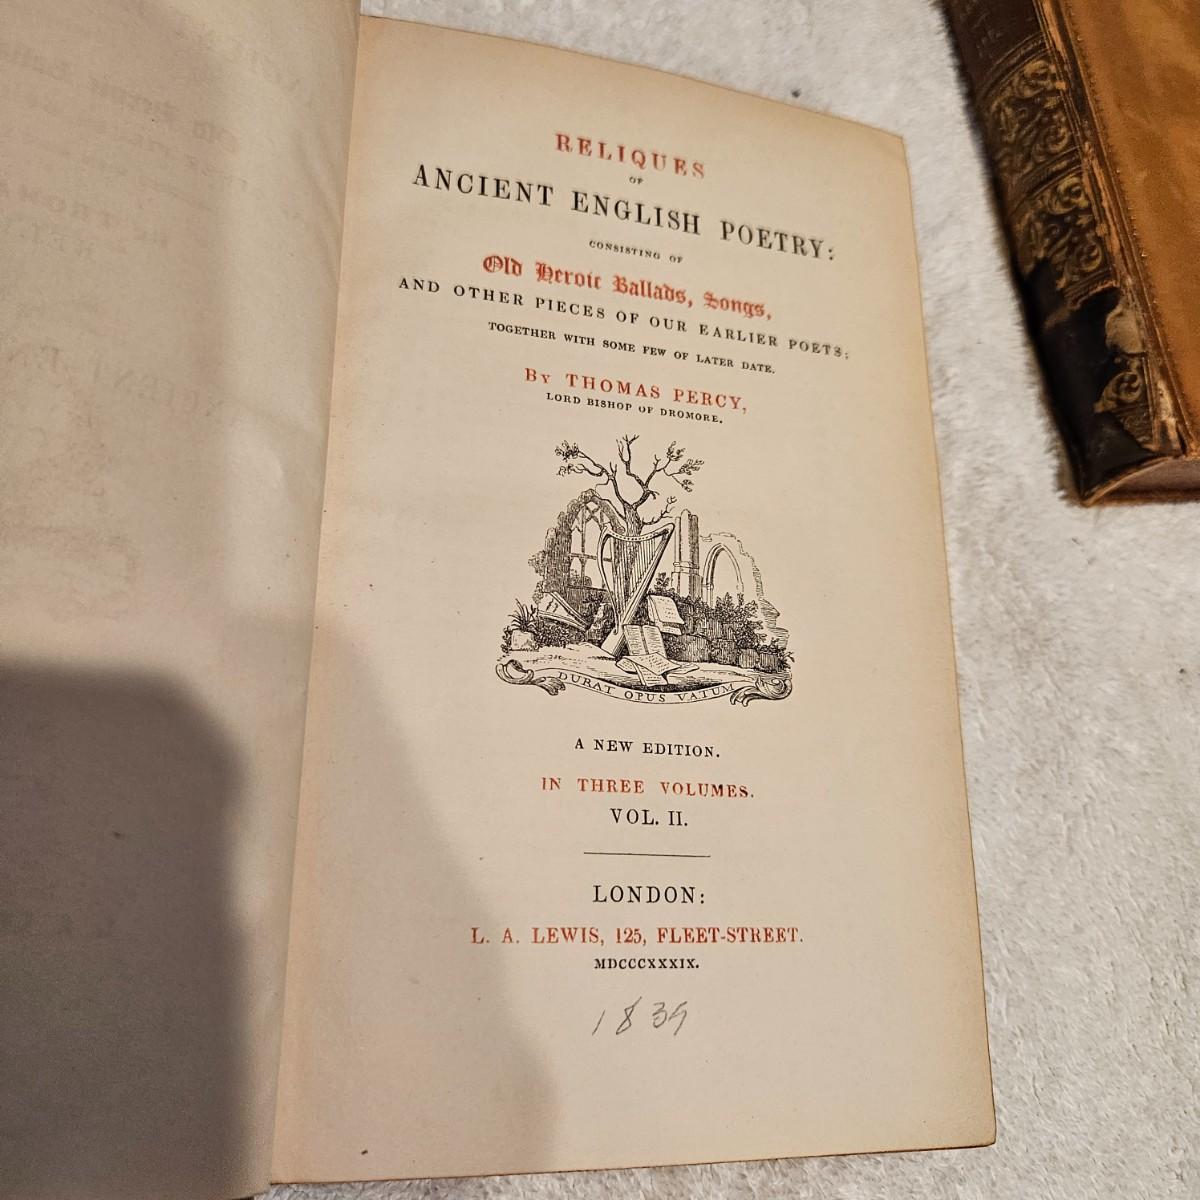 RELIQUES
OF
ANCIENT ENGLISH POETRY:
CONSISTING OF
Old Heroic Ballads, Songs,
AND OTHER PIECES OF OUR EARLIER POETS;
TOGETHER WITH SOME FEW OF LATER DATE.
BY THOMAS PERCY,
LORD BISHOP OF DROMORE.
DURAT OPUS VATUM
A NEW EDITION.
IN THREE VOLUMES.
VOL. II.
LONDON:
L. A. LEWIS, 125, FLEET-STREET.
MDCCCXXXIX.
1839